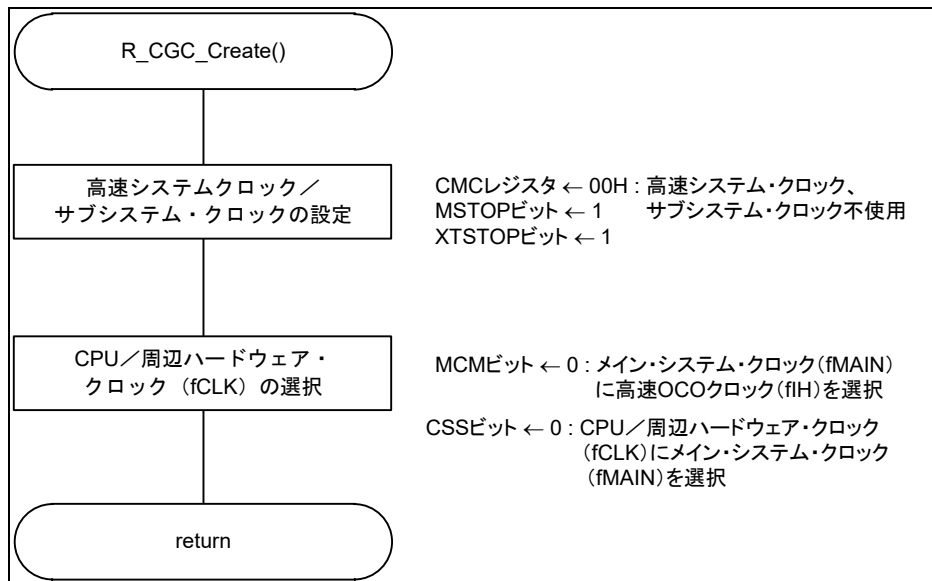 R_CGC_Create()
高速システムクロック／
サブシステム・クロックの設定
CMCレジスタ ← 00H : 高速システム・クロック、
MSTOPビット ← 1 サブシステム・クロック不使用
XTSTOPビット ← 1
CPU／周辺ハードウェア・
クロック（fCLK）の選択
MCMビット ← 0 : メイン・システム・クロック(fMAIN)
に高速OCOクロック(fIH)を選択
CSSビット ← 0 : CPU／周辺ハードウェア・クロック
(fCLK)にメイン・システム・クロック
(fMAIN)を選択
return